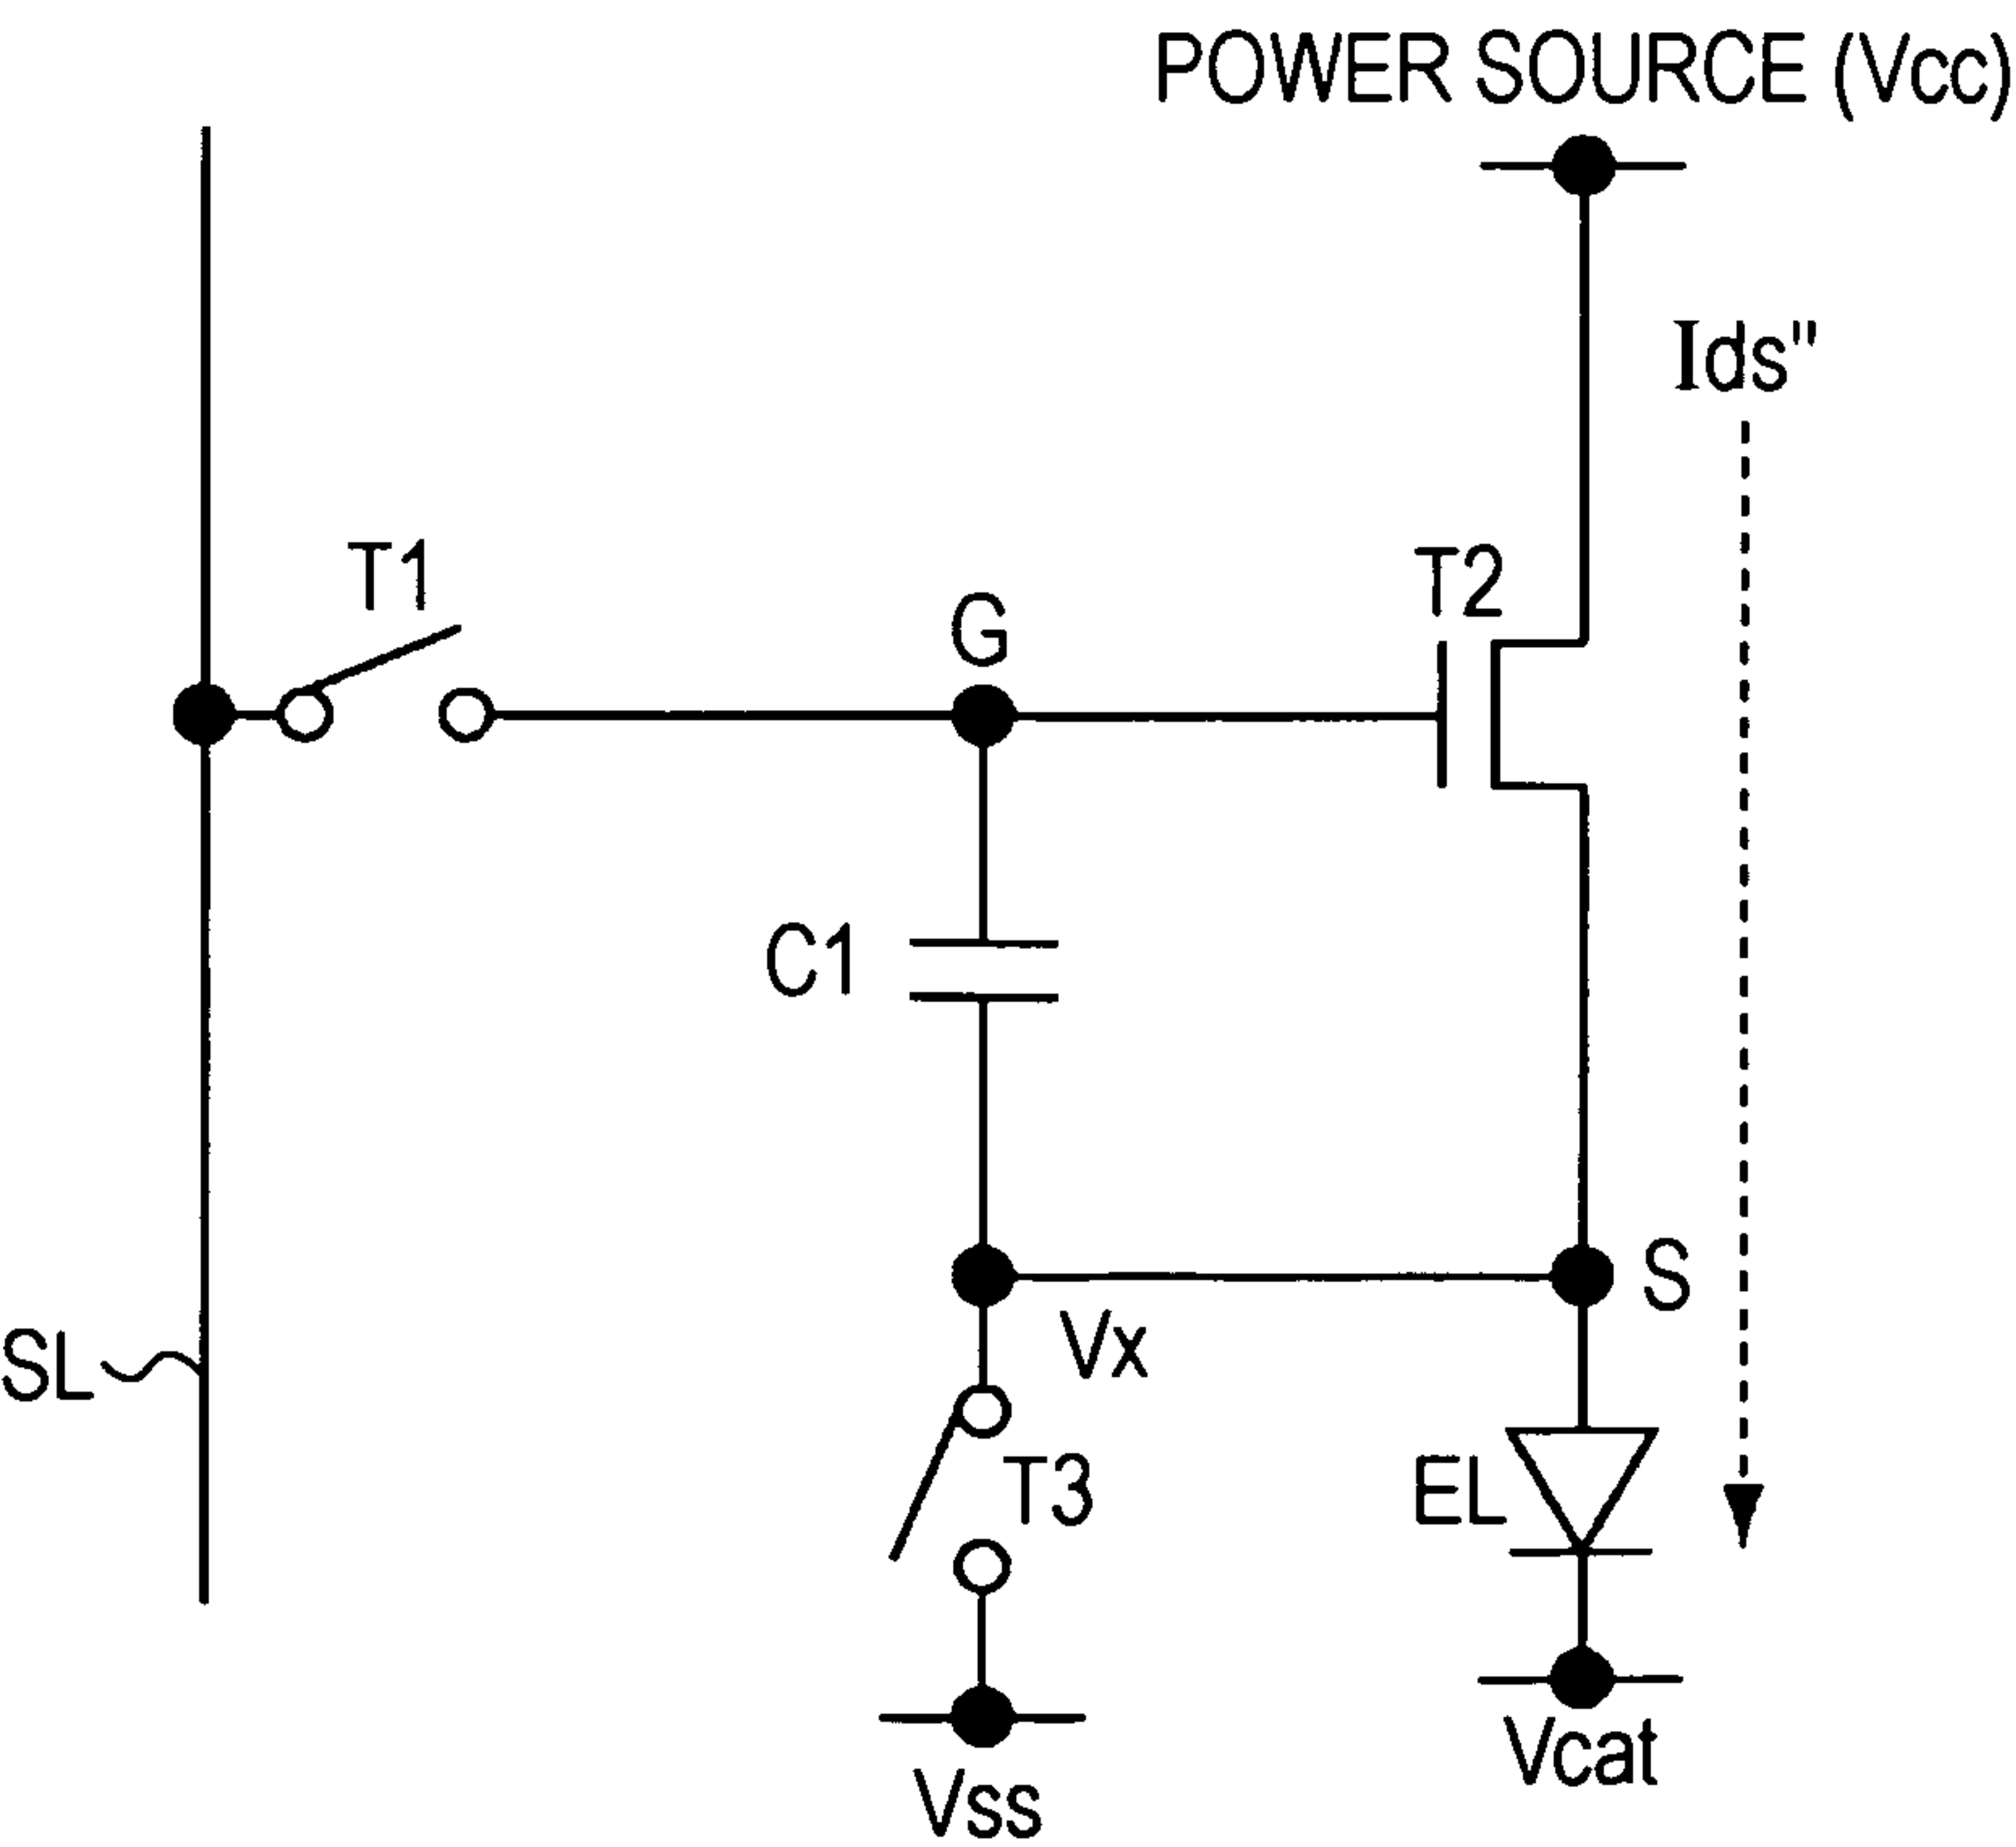 POWER SOURCE (Vcc)
Ids"
T1
T2
G
C1
S
Vx
SL
T3
EL
Vcat
Vss